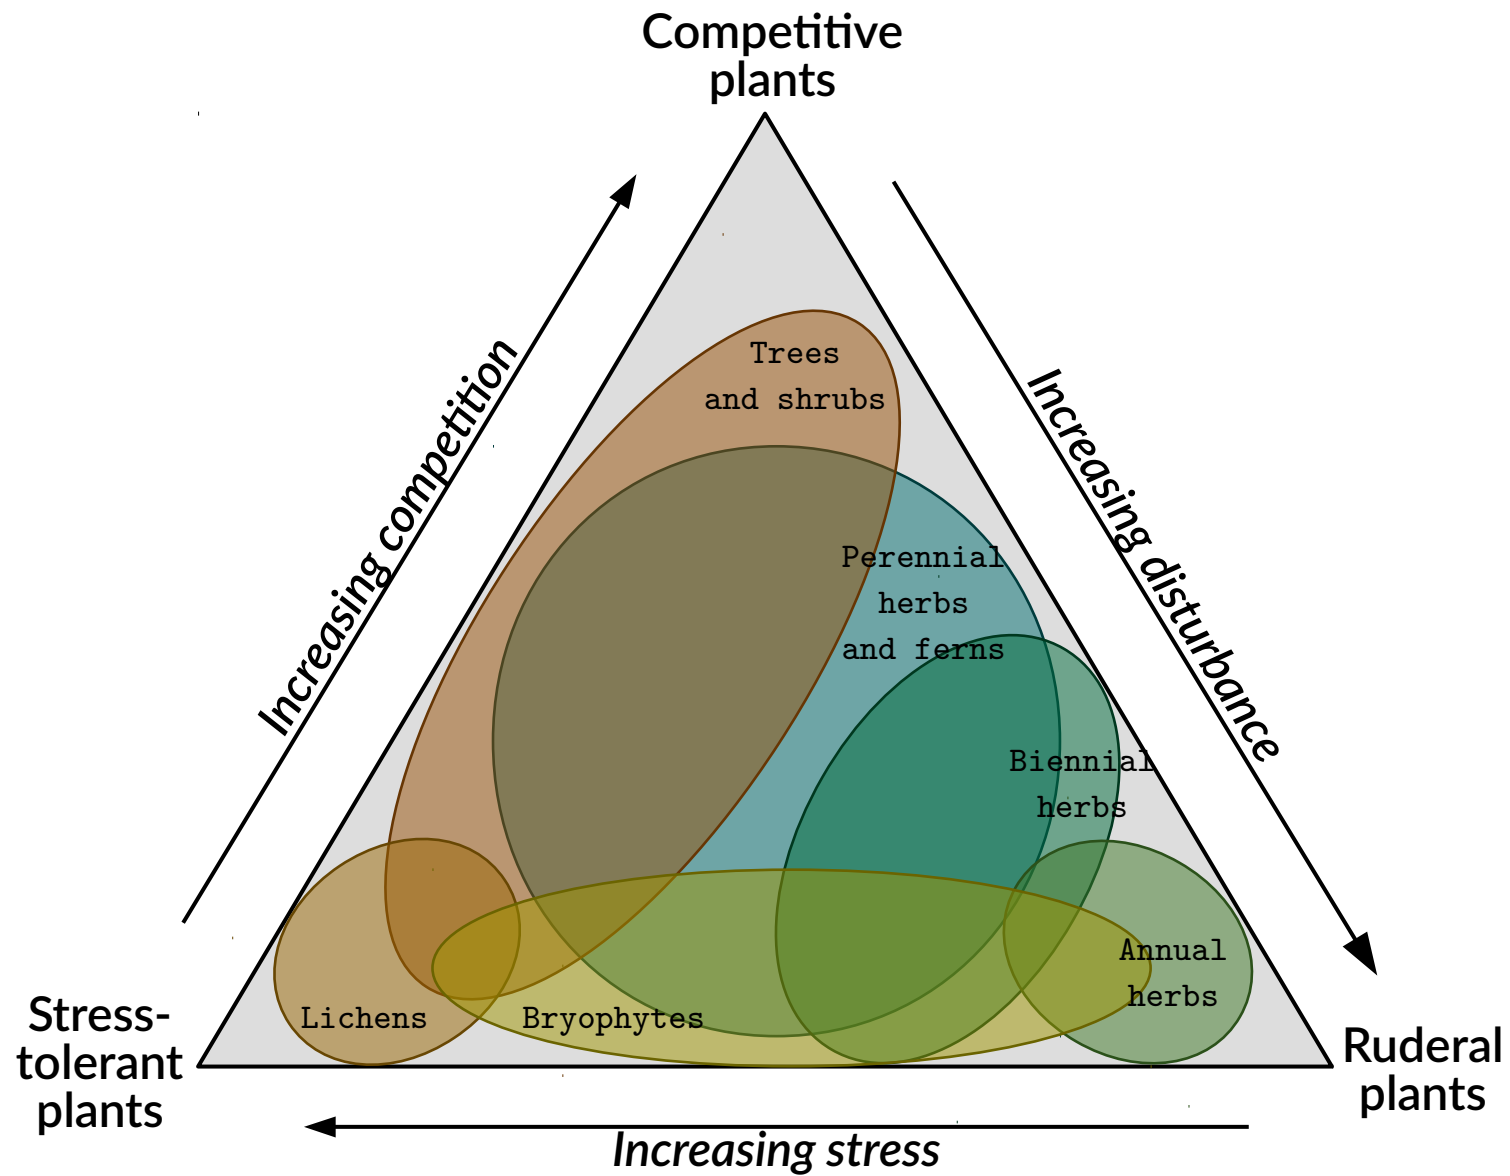 Competitive
plants
Increasing competition
Increasing disturbance
Trees
and shrubs
Perennial
herbs
and ferns
Biennial
herbs
Annual
herbs
Lichens
Bryophytes
Stress-
tolerant
plants
Ruderal
plants
Increasing stress